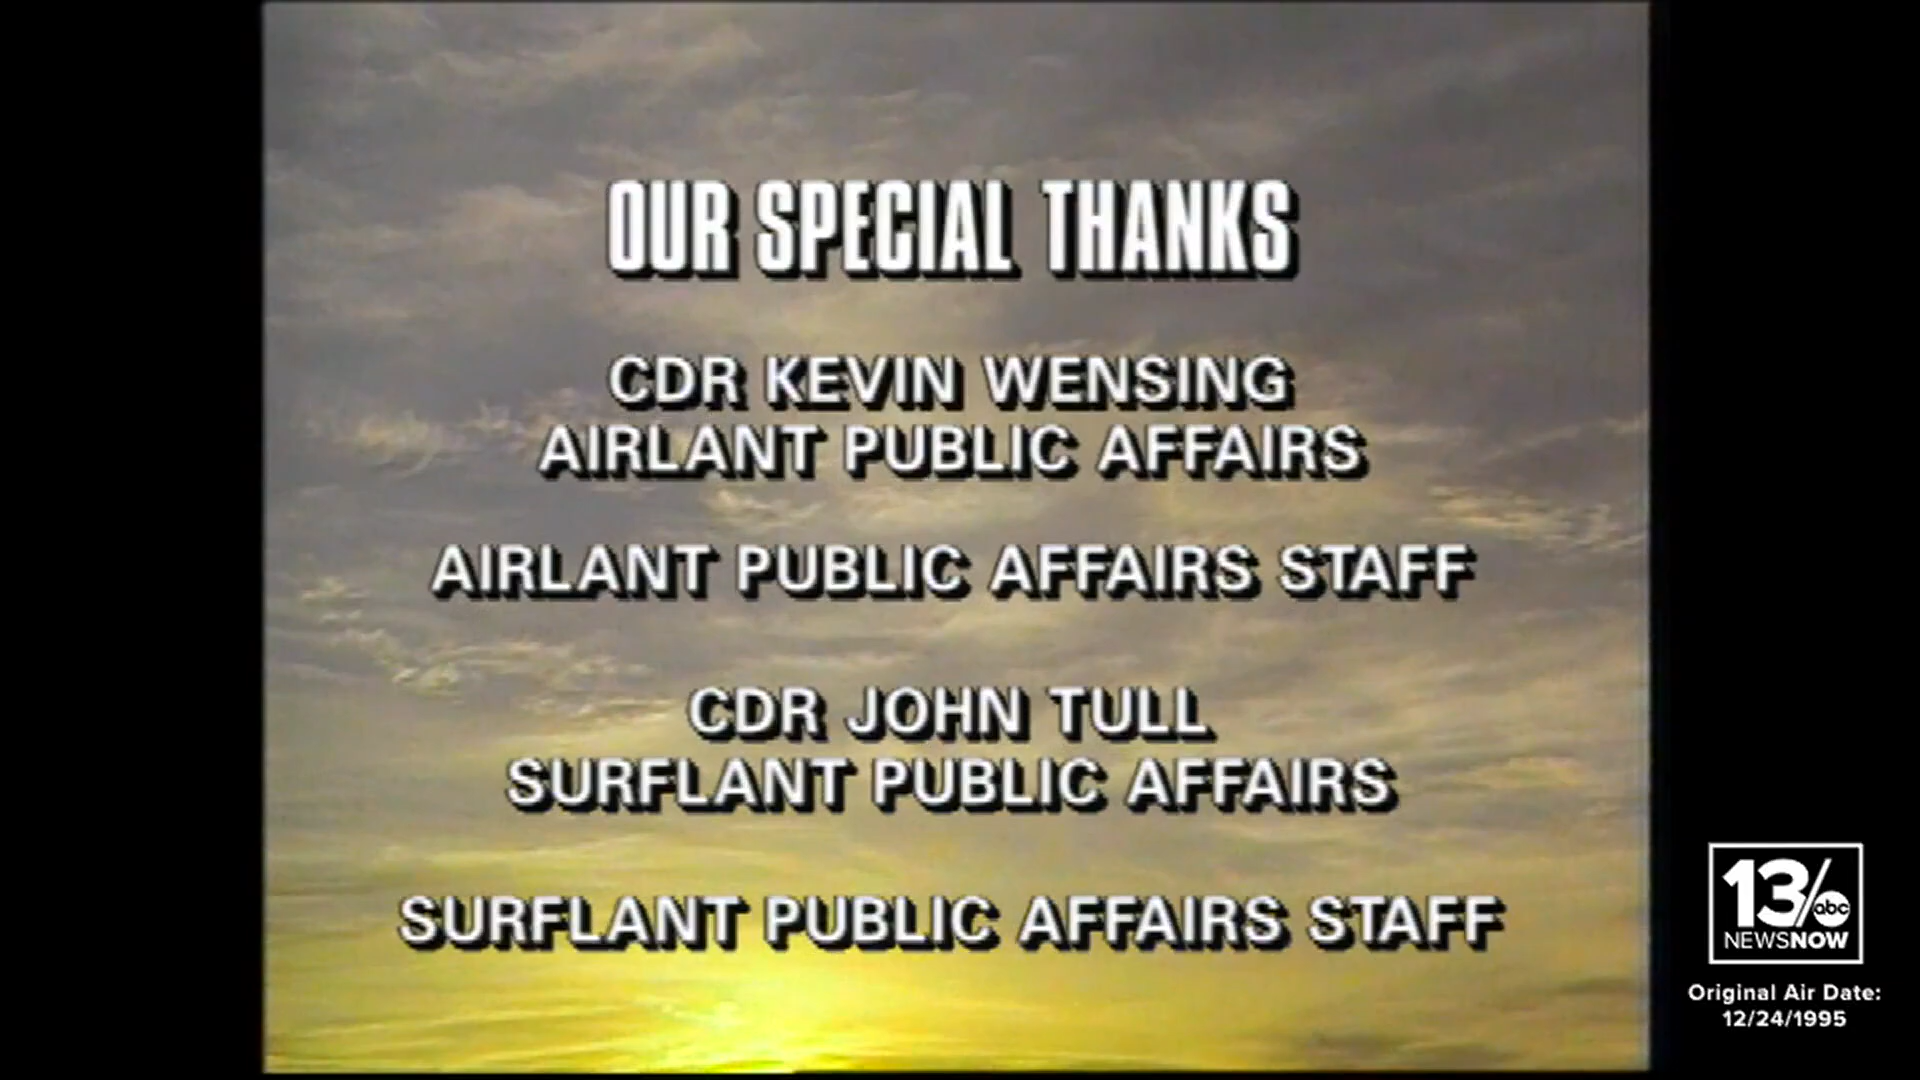 OUR SPECIAL THANKS
CDR KEVIN WENSING
AIRLANT PUBLIC AFFAIRS
AIRLANT PUBLIC AFFAIRS STAFF
CDR JOHN TULL
SURFLANT PUBLIC AFFAIRS
SURFLANT PUBLIC AFFAIRS STAFF
13/abc
NEWSNOW
Original Air Date:
12/24/1995